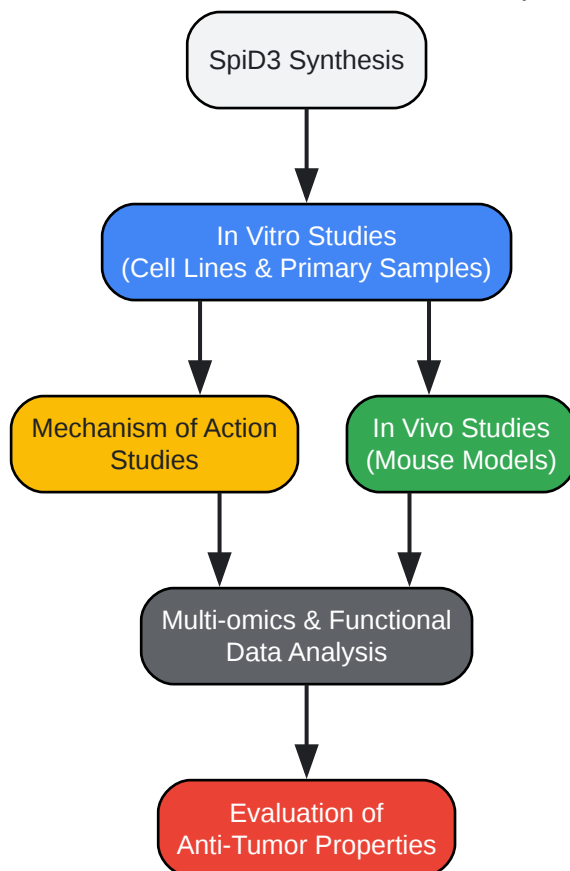 SpiD3 Synthesis
In Vitro Studies
(Cell Lines & Primary Samples)
Mechanism of Action
Studies
In Vivo Studies
(Mouse Models)
Multi-omics & Functional
Data Analysis
Evaluation of
Anti-Tumor Properties